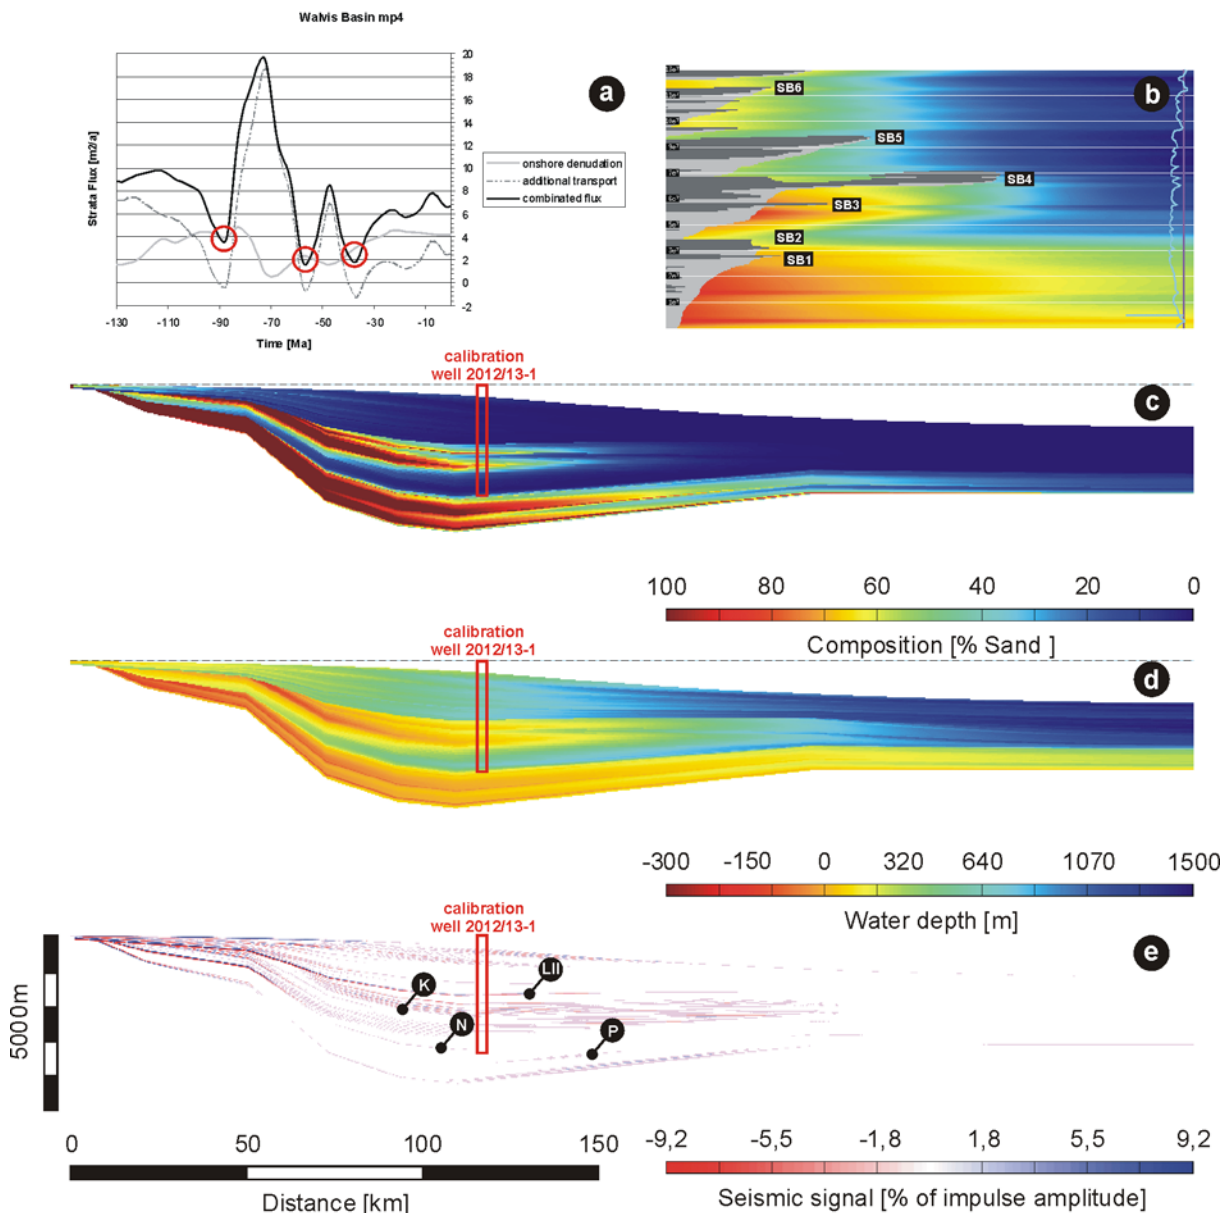 Walvis Basin mp4
a
20
18
16
14
12
10
8
6
4
2
0
-2
Strata Flux [m2/a]
-130 -110 -90 -70 -50 -30 -10
Time [Ma]
onshore denudation
additional transport
combinated flux
b
SB6
SB5
SB4
SB3
SB2
SB1
calibration
well 2012/13-1
c
100 80 60 40 20 0
Composition [% Sand ]
calibration
well 2012/13-1
d
-300 -150 0 320 640 1070 1500
Water depth [m]
calibration
well 2012/13-1
e
K
LII
N
P
5000m
0 50 100 150
Distance [km]
-9,2 -5,5 -1,8 1,8 5,5 9,2
Seismic signal [% of impulse amplitude]